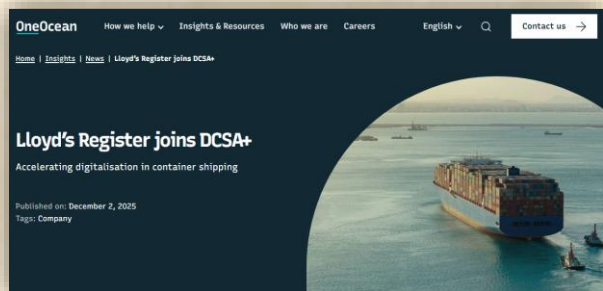 OneOcean How we help Insights & Resources Who we are Careers English Contact us →
Home | Insights | News | Lloyd's Register joins DCSA+
Lloyd's Register joins DCSA+
Accelerating digitalisation in container shipping
Published on: December 2, 2025
Tags: Company